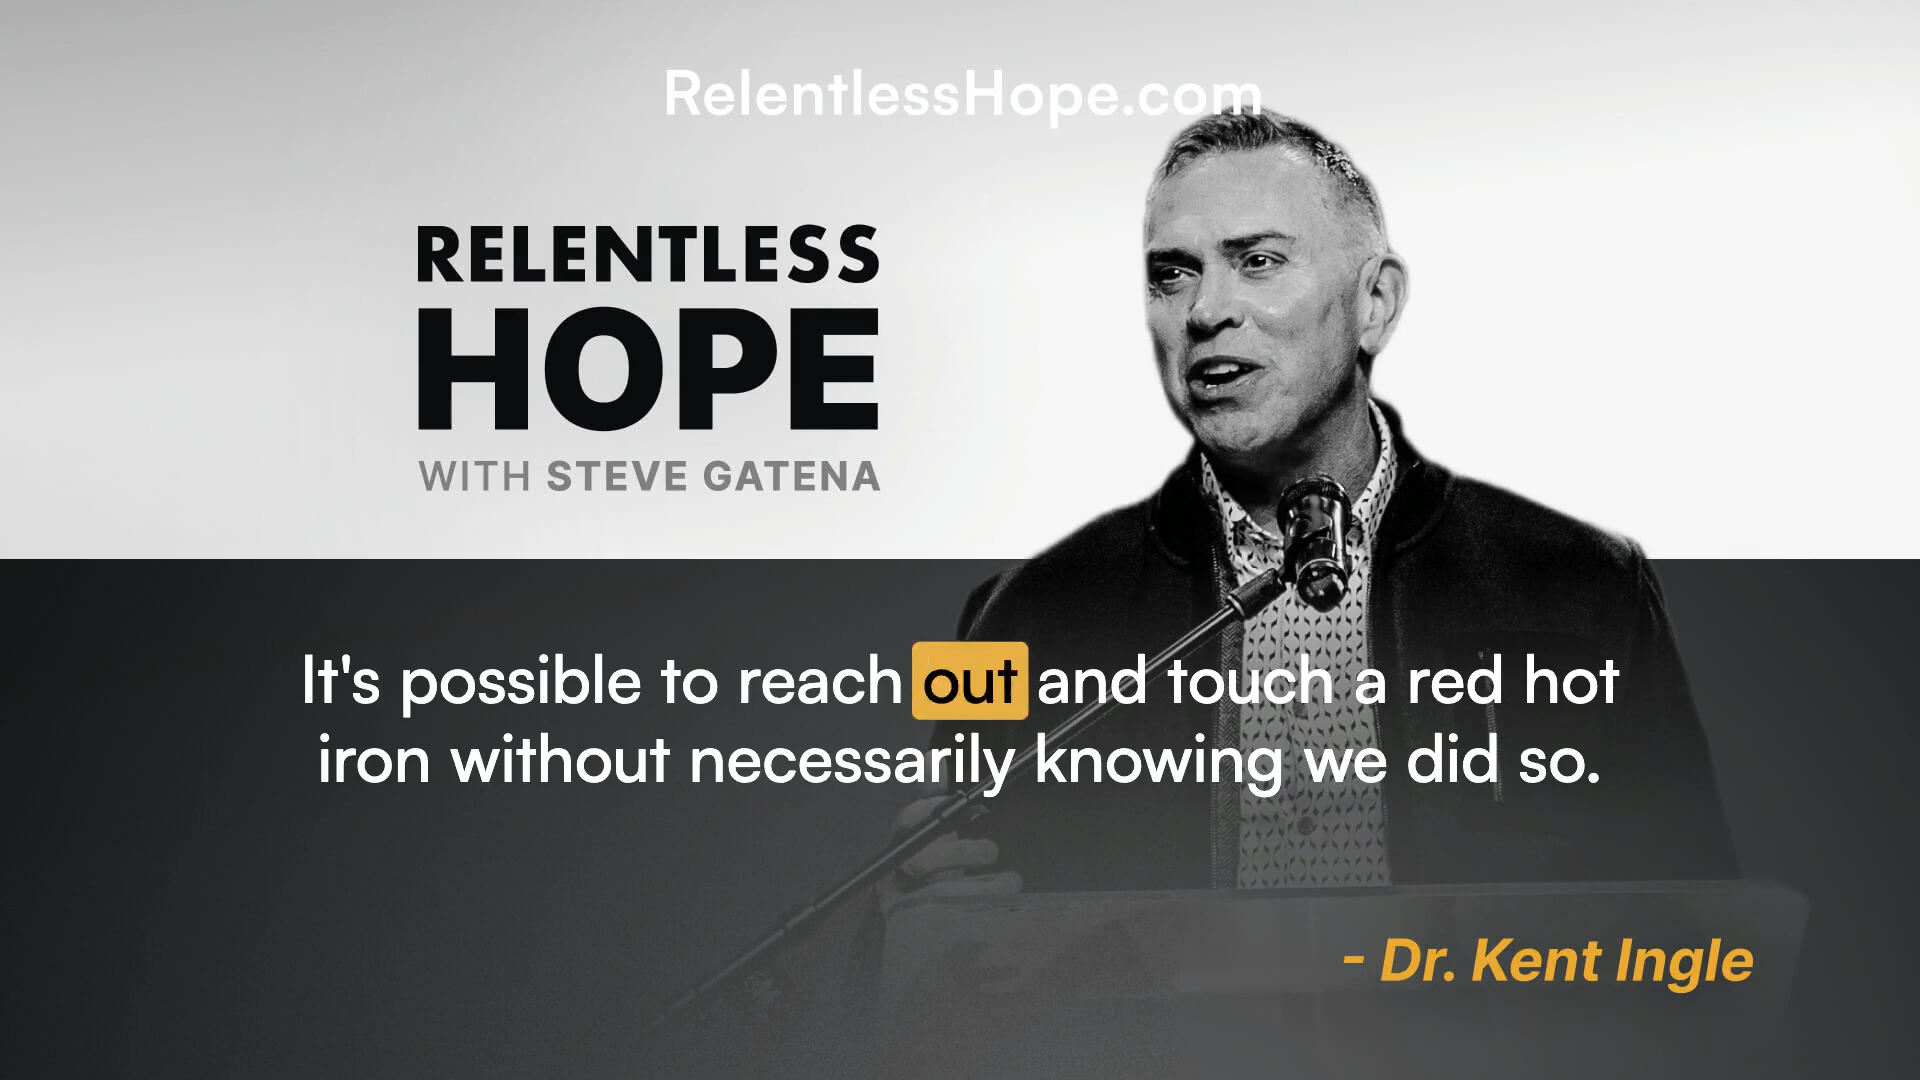 RelentlessHope.com
RELENTLESS
HOPE
WITH STEVE GATENA
It's possible to reach out and touch a red hot
iron without necessarily knowing we did so.
- Dr. Kent Ingle